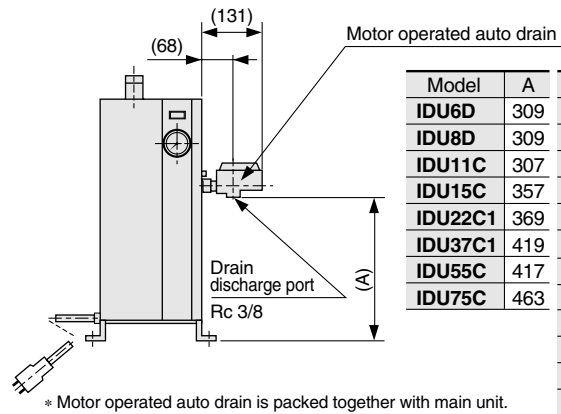 (131)
(68)
Motor operated auto drain
Model A
IDU6D 309
IDU8D 309
IDU11C 307
IDU15C 357
IDU22C1 369
IDU37C1 419
IDU55C 417
IDU75C 463
(A)
Drain
discharge port
Rc 3/8
* Motor operated auto drain is packed together with main unit.